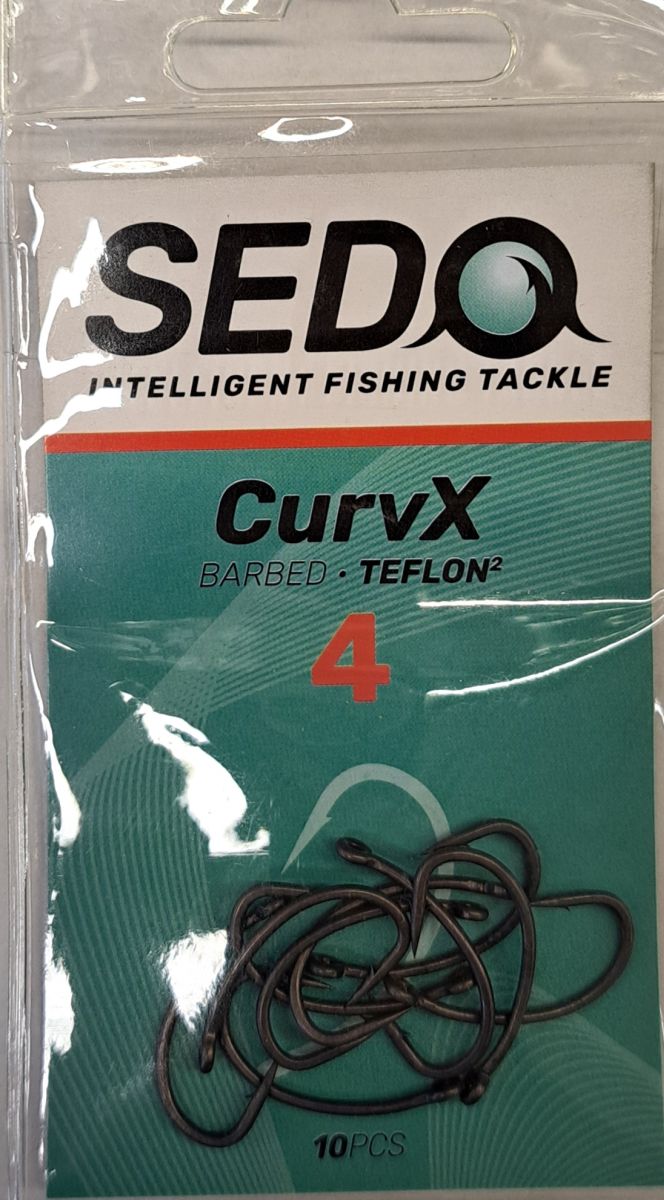 SEDO
INTELLIGENT FISHING TACKLE
CurvX
BARBED · TEFLON²
4
10PCS